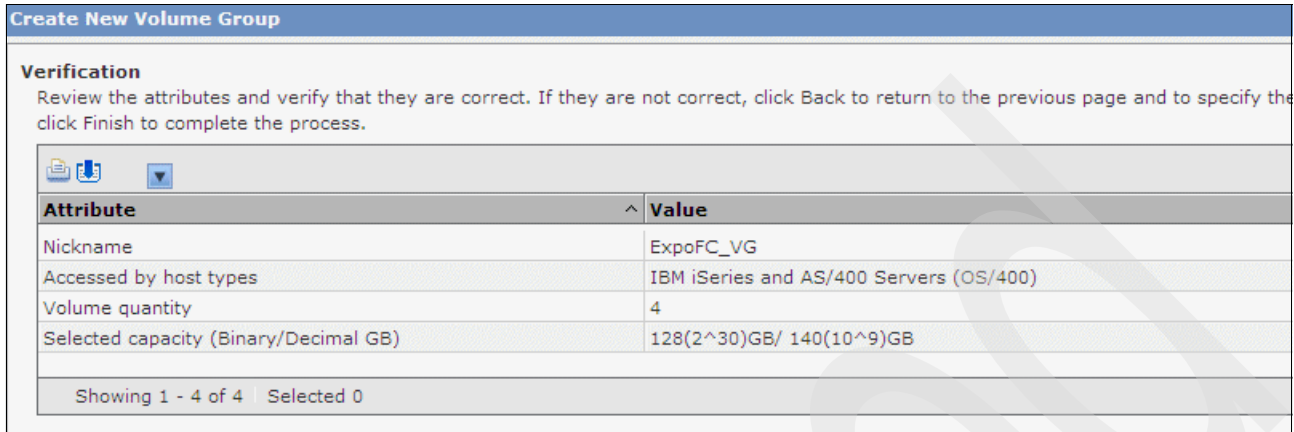 Create New Volume Group
Verification
Review the attributes and verify that they are correct. If they are not correct, click Back to return to the previous page and to specify the
click Finish to complete the process.
Attribute Value
Nickname ExpoFC_VG
Accessed by host types IBM iSeries and AS/400 Servers (OS/400)
Volume quantity 4
Selected capacity (Binary/Decimal GB) 128(2^30)GB/ 140(10^9)GB
Showing 1 - 4 of 4 Selected 0